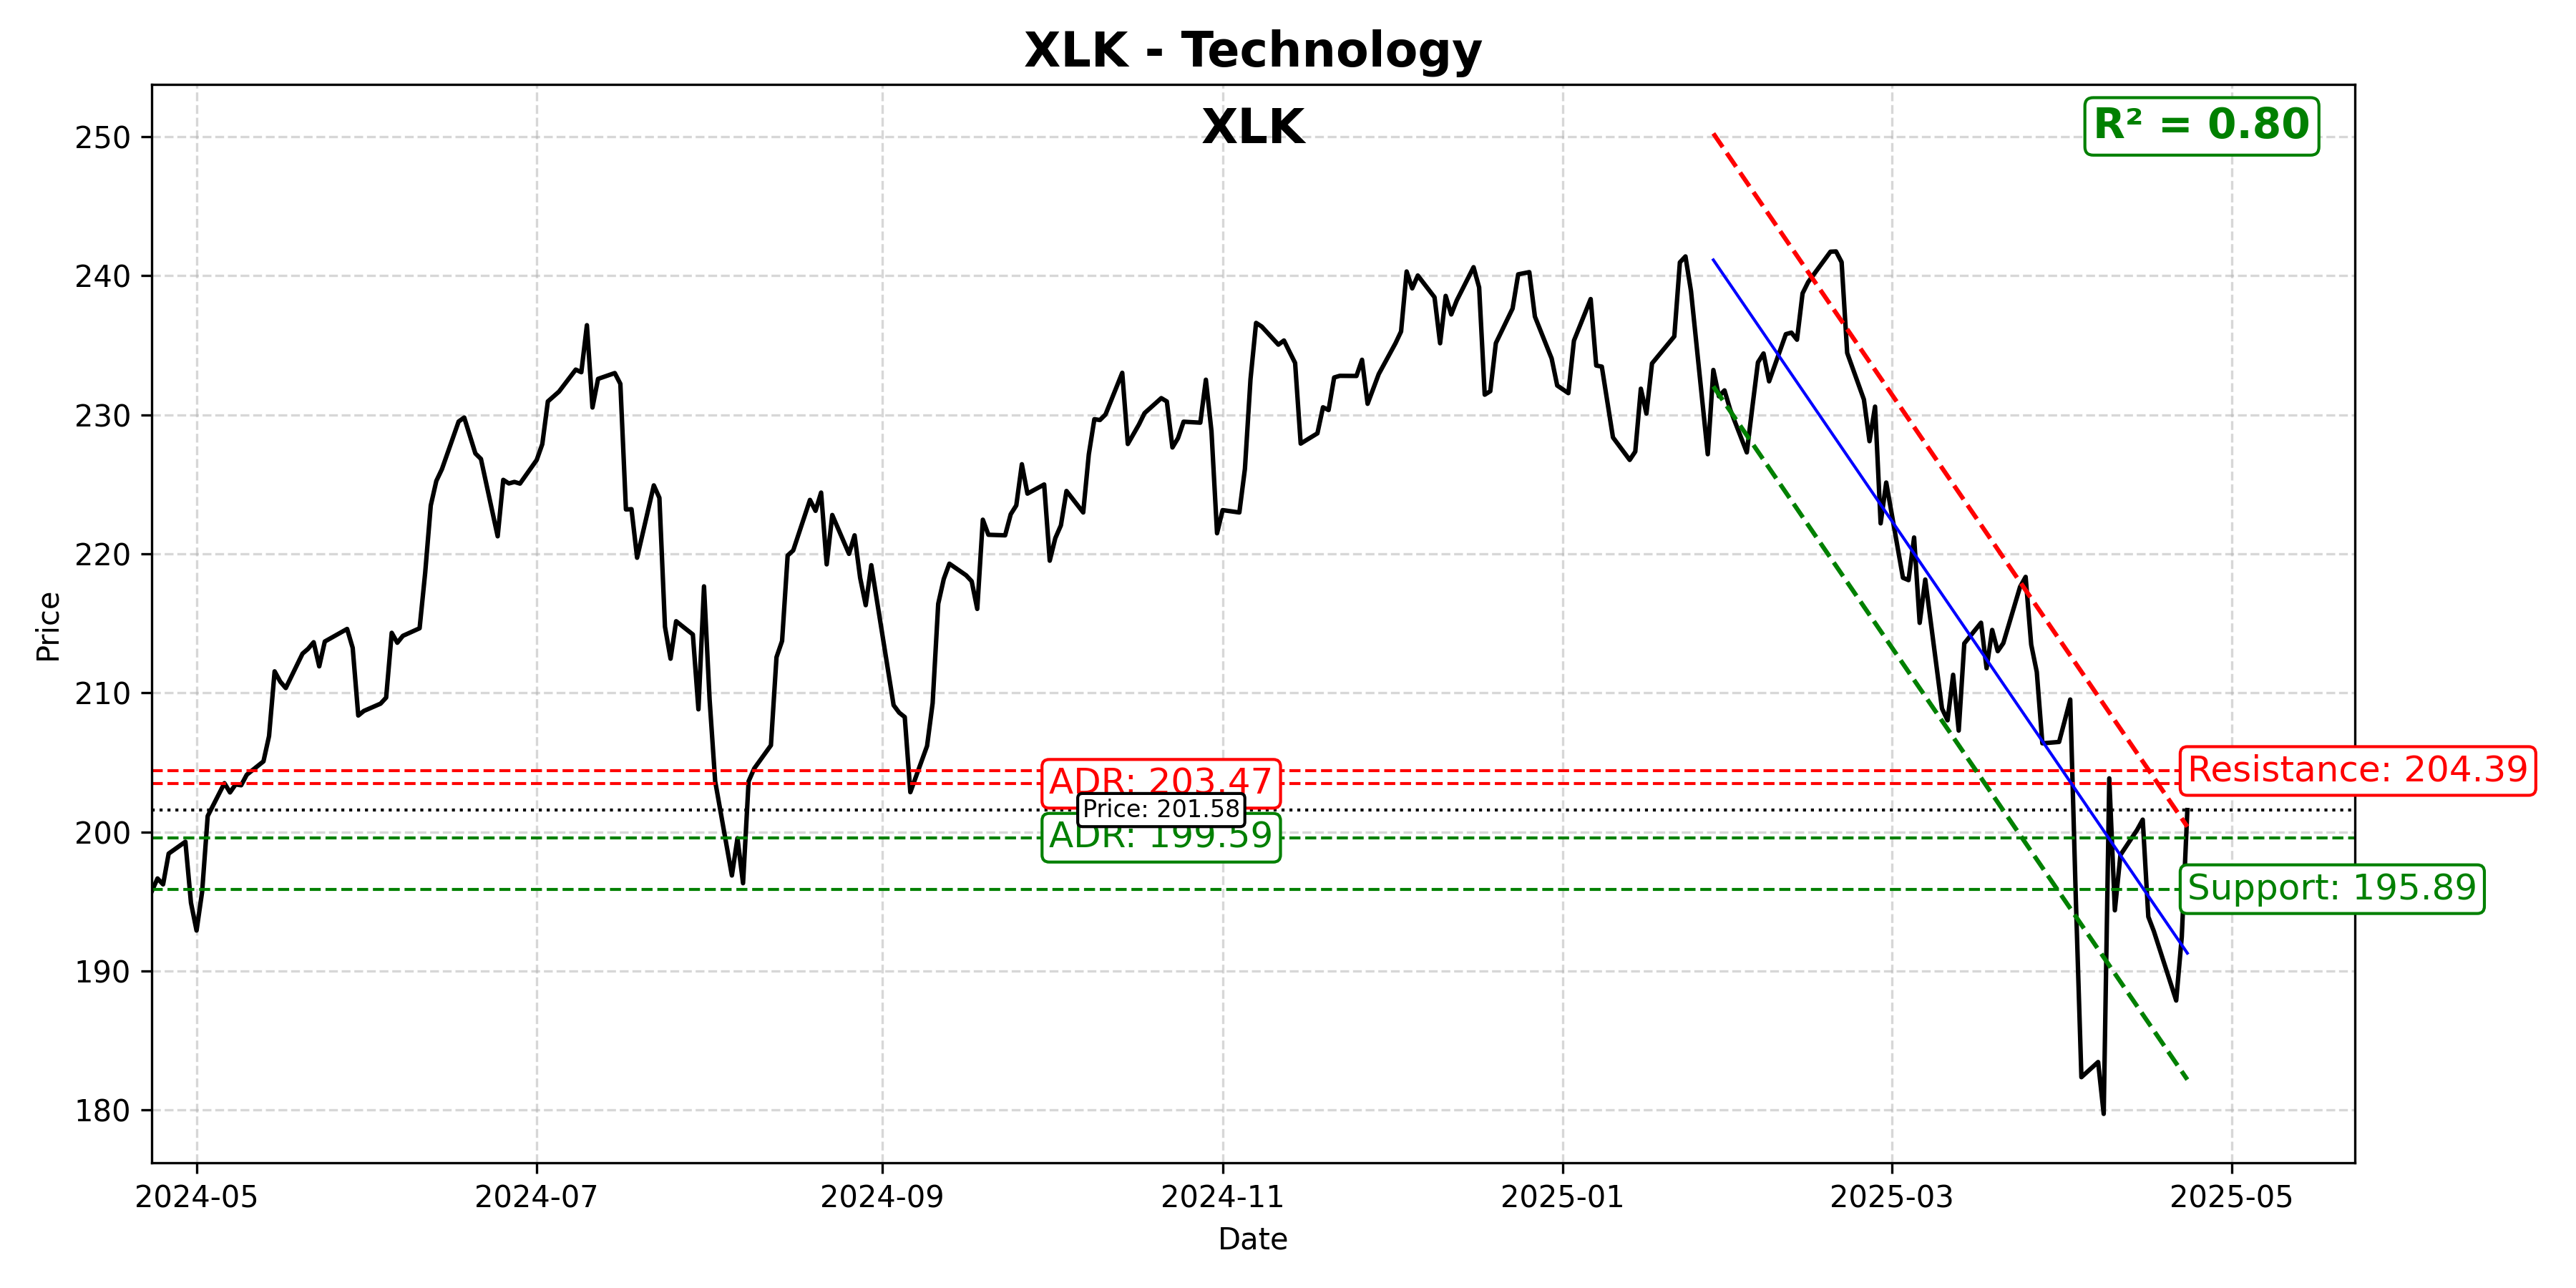 XLK - Technology
XLK
R² = 0.80
250
240
230
220
210
200
190
180
Price
ADR: 203.47
Price: 201.58
ADR: 199.59
Resistance: 204.39
Support: 195.89
2024-05
2024-07
2024-09
2024-11
2025-01
2025-03
2025-05
Date